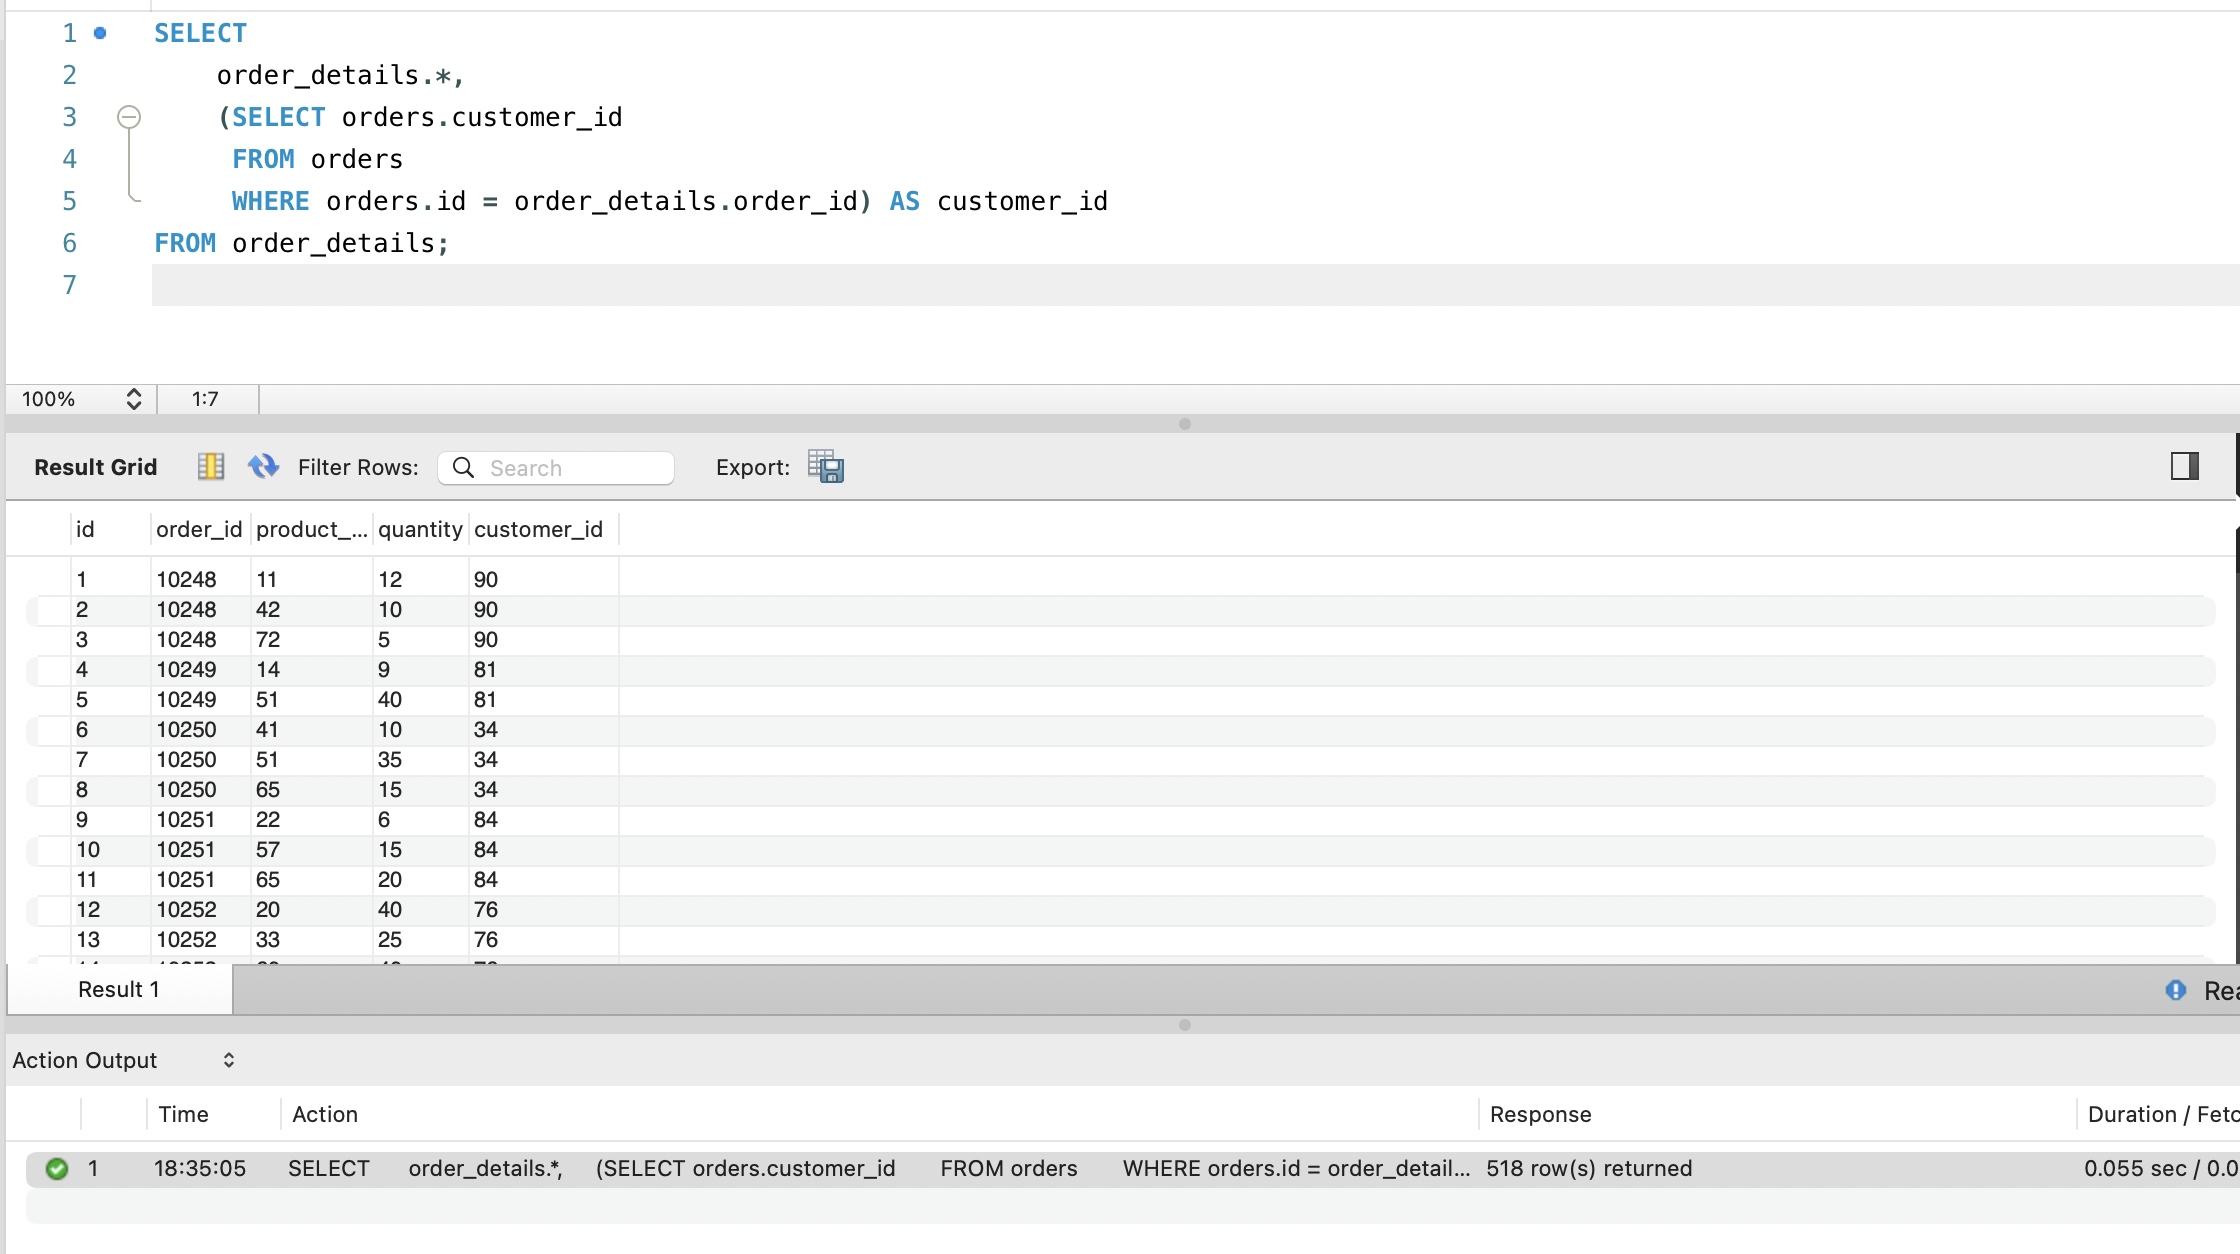 1 SELECT
2 order_details.*,
3 (SELECT orders.customer_id
4 FROM orders
5 WHERE orders.id = order_details.order_id) AS customer_id
6 FROM order_details;
7
100% 1:7
Result Grid Filter Rows: Search Export:
id order_id product_... quantity customer_id
1 10248 11 12 90
2 10248 42 10 90
3 10248 72 5 90
4 10249 14 9 81
5 10249 51 40 81
6 10250 41 10 34
7 10250 51 35 34
8 10250 65 15 34
9 10251 22 6 84
10 10251 57 15 84
11 10251 65 20 84
12 10252 20 40 76
13 10252 33 25 76
Result 1 Rea
Action Output
Time Action Response Duration / Fetc
1 18:35:05 SELECT order_details.*, (SELECT orders.customer_id FROM orders WHERE orders.id = order_detail... 518 row(s) returned 0.055 sec / 0.0